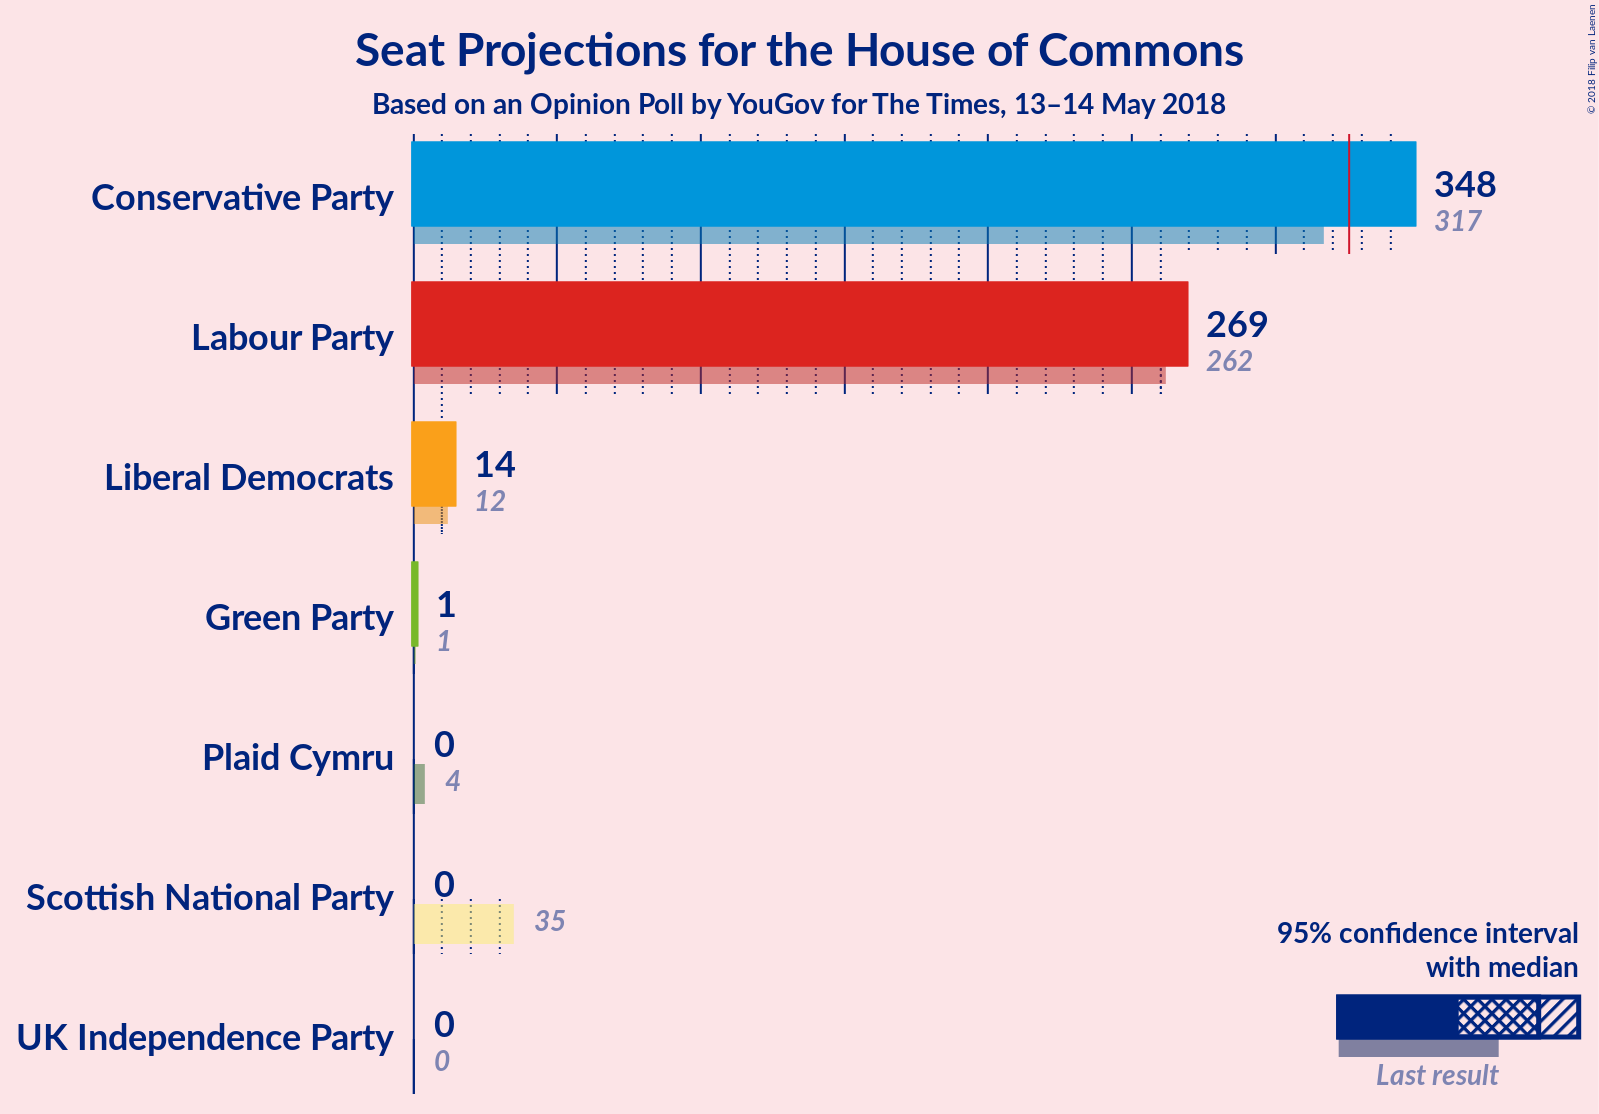 Seat Projections for the House of Commons
Based on an Opinion Poll by YouGov for The Times, 13–14 May 2018
© 2018 Filip van Laenen
Conservative Party
348
317
Labour Party
269
262
Liberal Democrats
14
12
Green Party
1
1
Plaid Cymru
0
4
Scottish National Party
0
35
UK Independence Party
0
0
95% confidence interval
with median
Last result